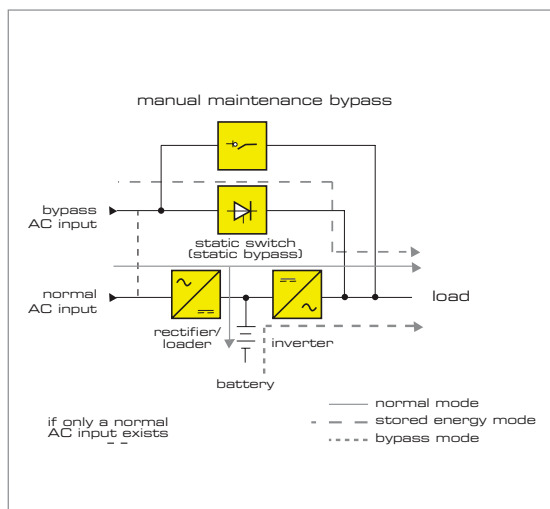 manual maintenance bypass
bypass
AC input
static switch
(static bypass)
normal
AC input
load
rectifier/
loader
inverter
battery
if only a normal
AC input exists
normal mode
stored energy mode
bypass mode